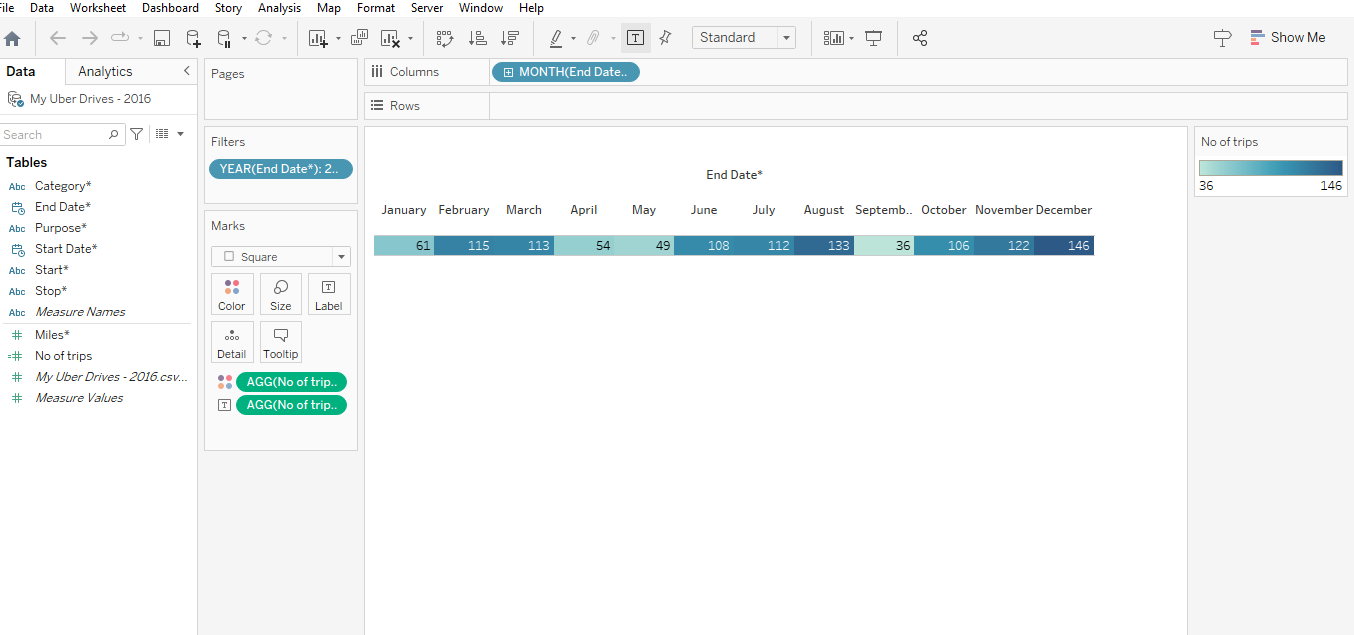 File Data Worksheet Dashboard Story Analysis Map Format Server Window Help
Standard
Show Me
Data Analytics
My Uber Drives - 2016
Search
Tables
Abc Category*
End Date*
Abc Purpose*
Start Date*
Abc Start*
Abc Stop*
Abc Measure Names
# Miles*
=# No of trips
# My Uber Drives - 2016.csv...
# Measure Values
Pages
Filters
YEAR(End Date*): 2..
Marks
Square
Color Size Label
Detail Tooltip
AGG(No of trip..
AGG(No of trip..
Columns MONTH(End Date..
Rows
End Date*
January February March April May June July August Septemb.. October November December
61 115 113 54 49 108 112 133 36 106 122 146
No of trips
36 146